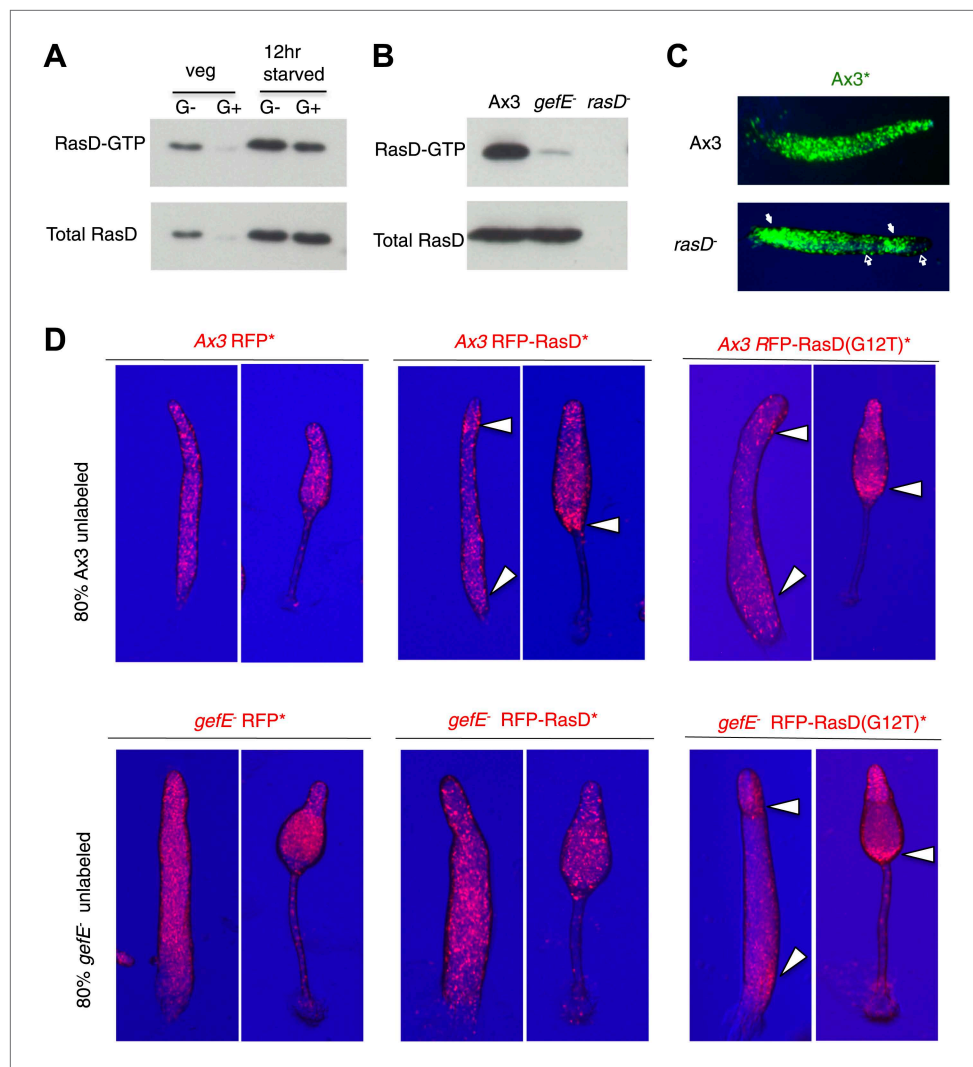 A
veg
12hr
starved
G-
G+
G-
G+
RasD-GTP
Total RasD
B
Ax3
gefE-
rasD-
RasD-GTP
Total RasD
C
Ax3*
Ax3
rasD-
D
Ax3 RFP*
Ax3 RFP-RasD*
Ax3 RFP-RasD(G12T)*
80% Ax3 unlabeled
gefE- RFP*
gefE- RFP-RasD*
gefE- RFP-RasD(G12T)*
80% gefE- unlabeled